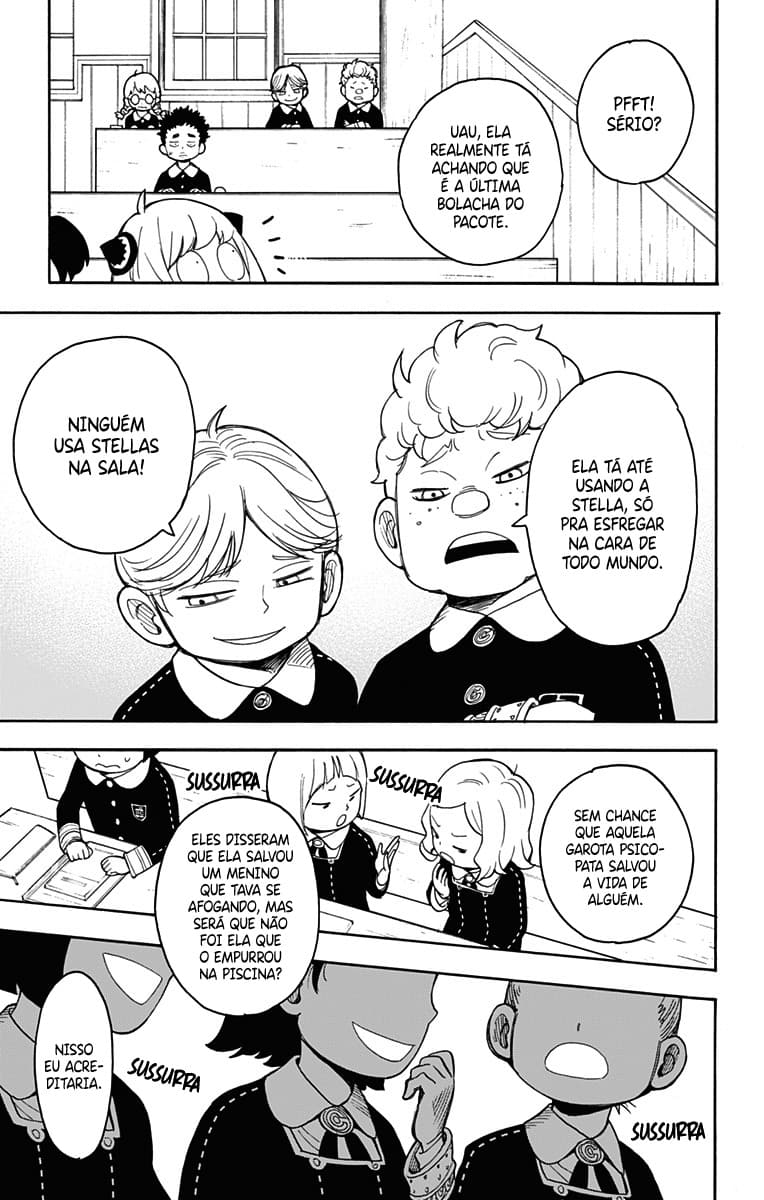 PFFT!
SÉRIO?
UAU, ELA
REALMENTE TÁ
ACHANDO QUE
É A ÚLTIMA
BOLACHA DO
PACOTE.
ELA TÁ ATÉ
USANDO A
STELLA, SÓ
PRA ESFREGAR
NA CARA DE
TODO MUNDO.
NINGUÉM
USA STELLAS
NA SALA!
SEM CHANCE
QUE AQUELA
GAROTA PSICO-
PATA SALVOU
A VIDA DE
ALGUÉM.
SUSSURRA
SUSSURRA
ELES DISSERAM
QUE ELA SALVOU
UM MENINO
QUE TAVA SE
AFOGANDO, MAS
SERÁ QUE NÃO
FOI ELA QUE
O EMPURROU
NA PISCINA?
NISSO
EU ACRE-
DITARIA.
SUSSURRA
SUSSURRA